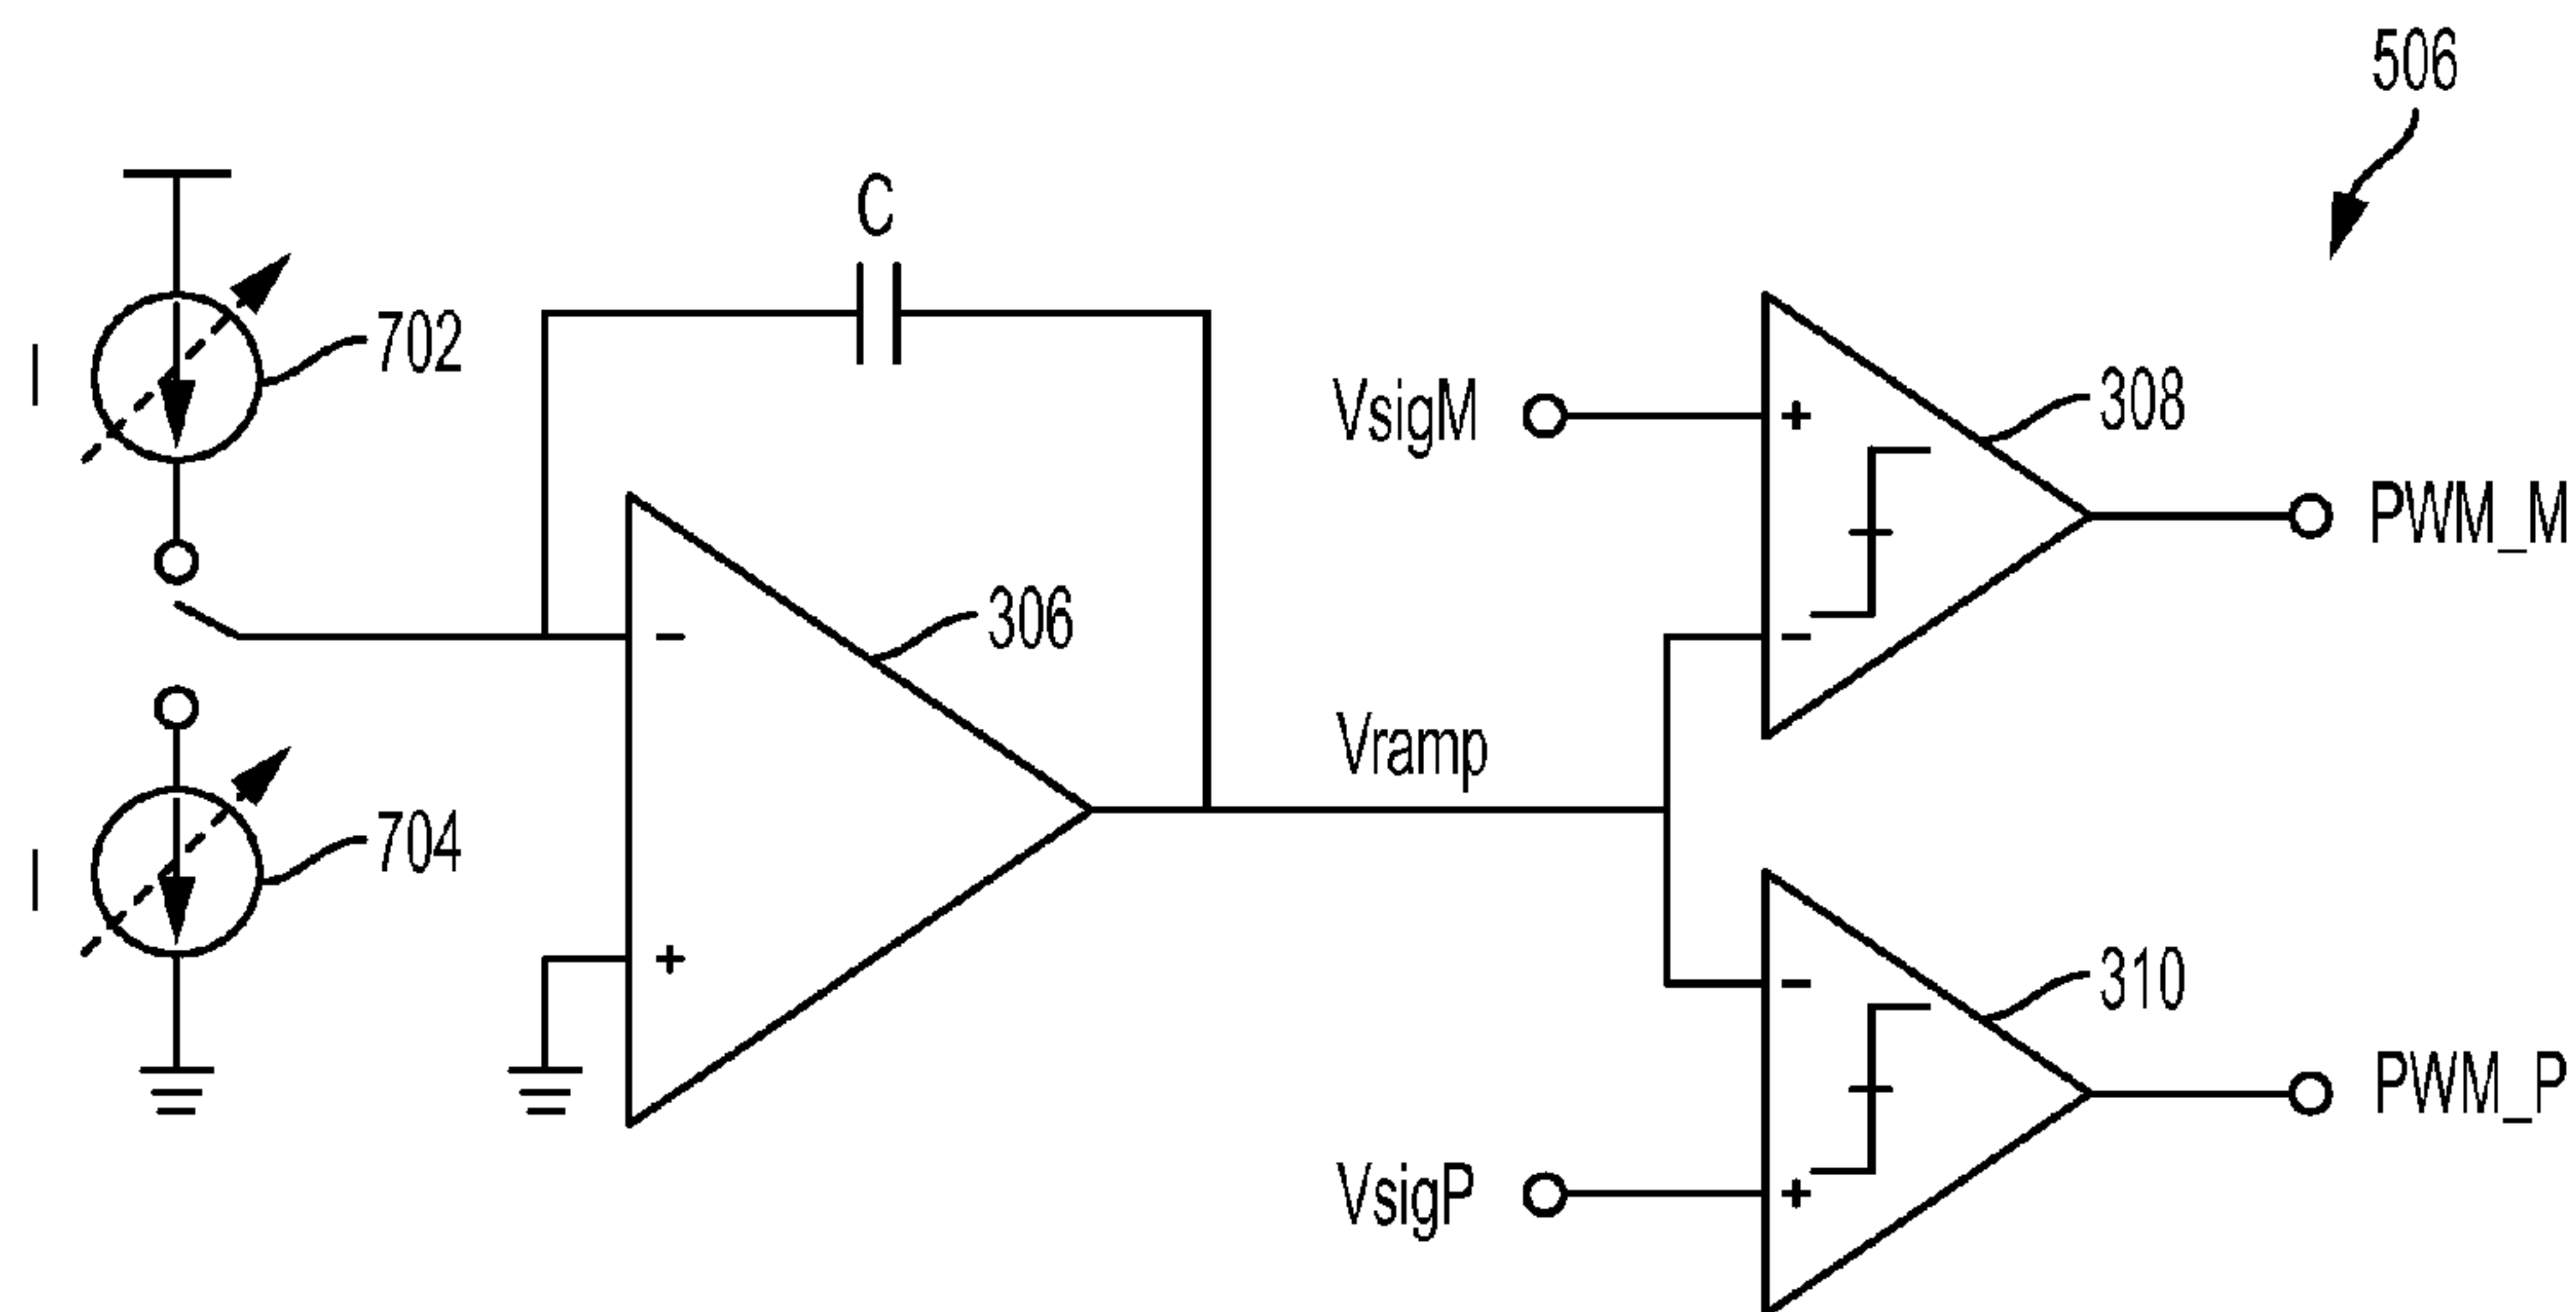 506
C
I
702
VsigM
+
308
PWM_M
-
306
-
Vramp
I
704
+
-
310
PWM_P
VsigP
+